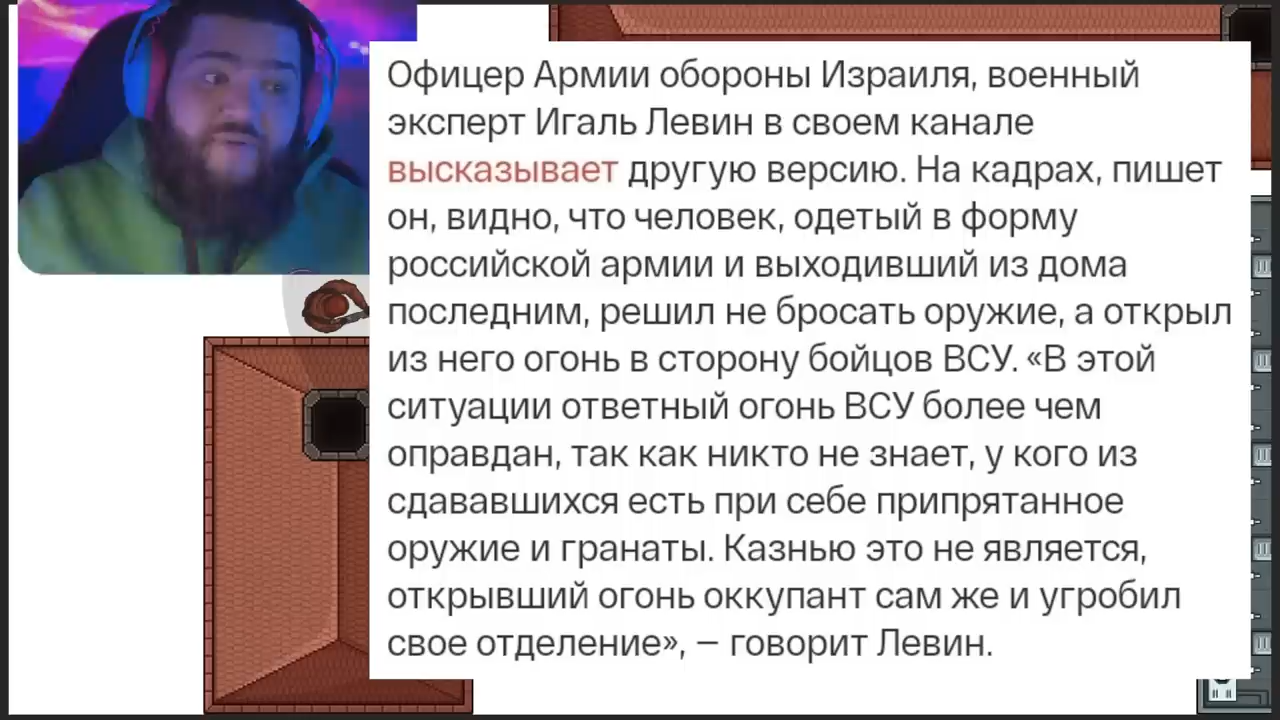 Офицер Армии обороны Израиля, военный
эксперт Игаль Левин в своем канале
высказывает другую версию. На кадрах, пишет
он, видно, что человек, одетый в форму
российской армии и выходивший из дома
последним, решил не бросать оружие, а открыл
из него огонь в сторону бойцов ВСУ. «В этой
ситуации ответный огонь ВСУ более чем
оправдан, так как никто не знает, у кого из
сдававшихся есть при себе припрятанное
оружие и гранаты. Казнью это не является,
открывший огонь оккупант сам же и угробил
свое отделение», — говорит Левин.